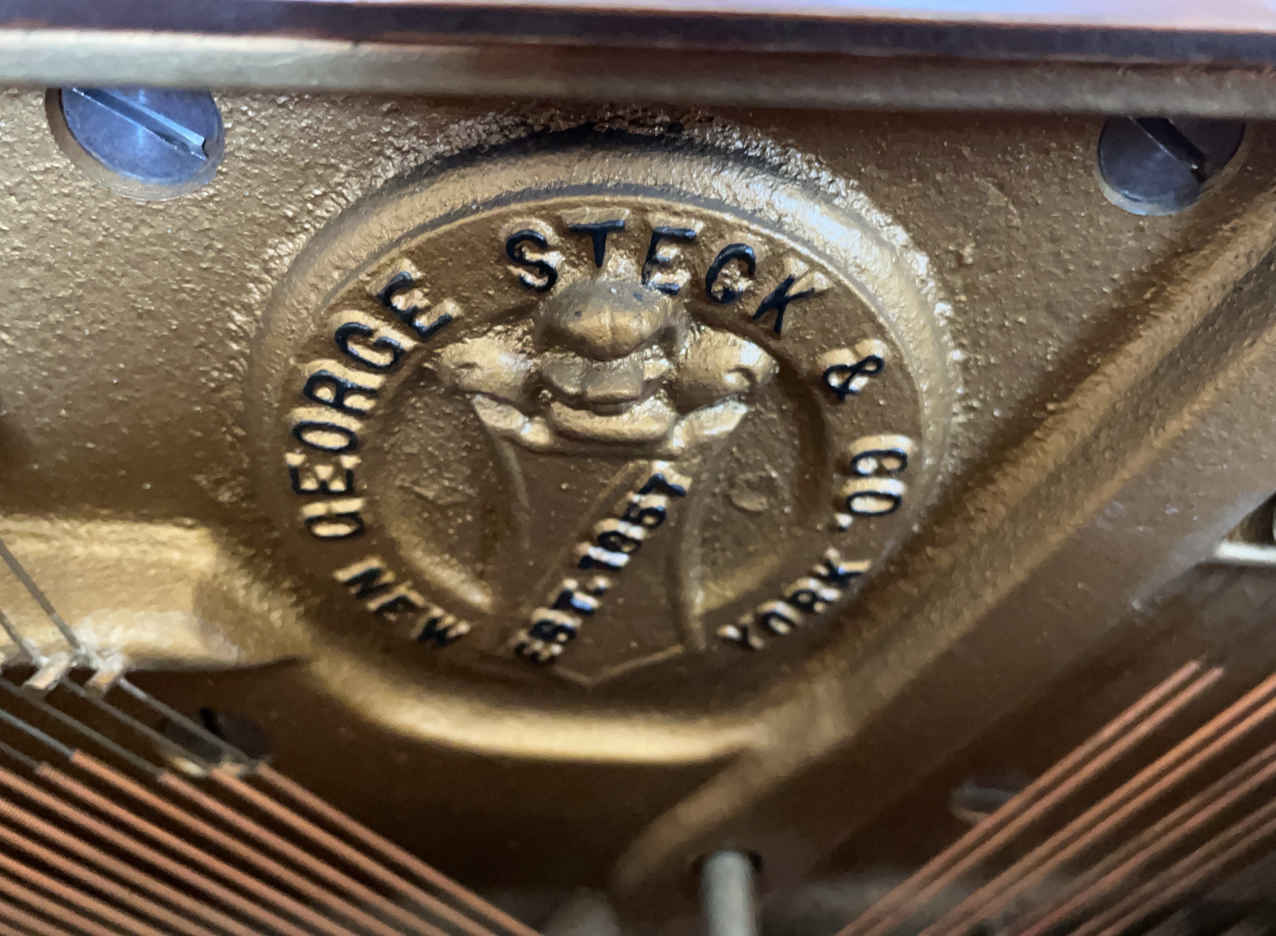 GEORGE STECK & CO.
NEW YORK
EST. 1857